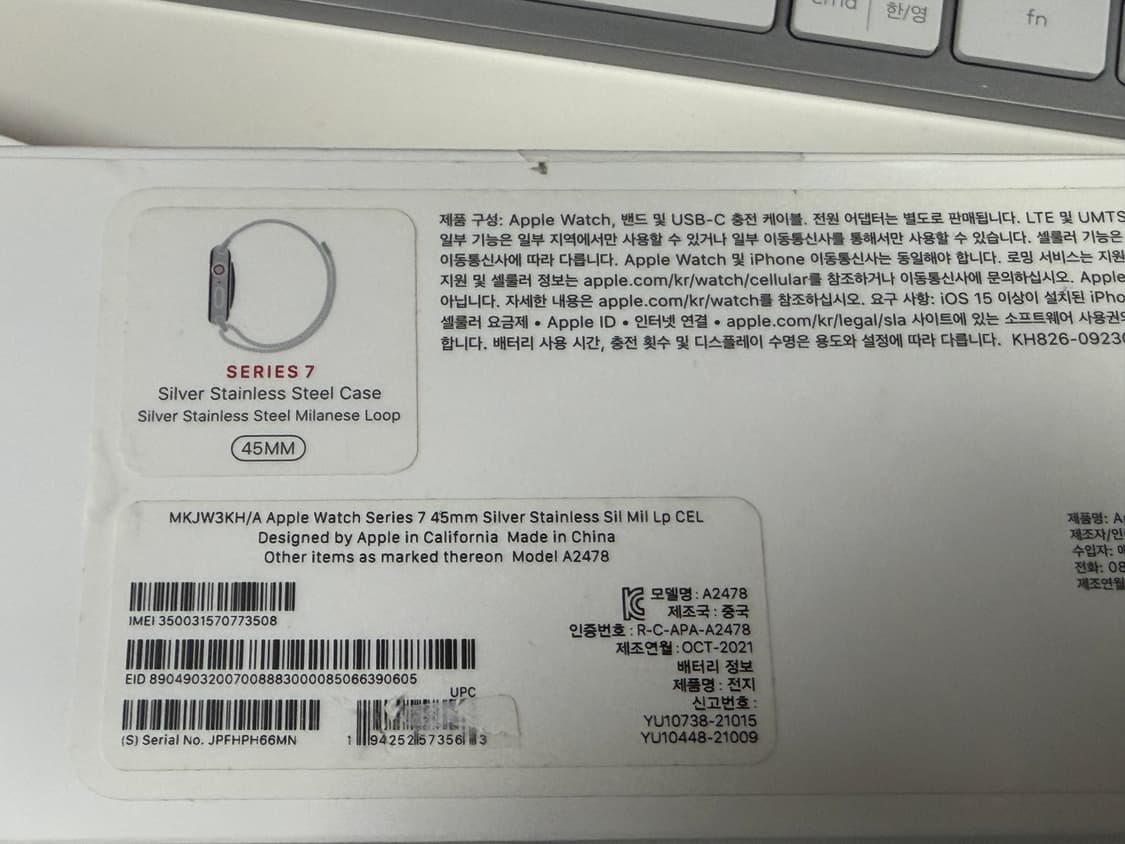 한/영
fn
제품 구성: Apple Watch, 밴드 및 USB-C 충전 케이블. 전원 어댑터는 별도로 판매됩니다. LTE 및 UMTS
일부 기능은 일부 지역에서만 사용할 수 있거나 일부 이동통신사를 통해서만 사용할 수 있습니다. 셀룰러 기능은
이동통신사에 따라 다릅니다. Apple Watch 및 iPhone 이동통신사는 동일해야 합니다. 로밍 서비스는 지원
지원 및 셀룰러 정보는 apple.com/kr/watch/cellular를 참조하거나 이동통신사에 문의하십시오. Apple
아닙니다. 자세한 내용은 apple.com/kr/watch를 참조하십시오. 요구 사항: iOS 15 이상이 설치된 iPho
셀룰러 요금제 • Apple ID • 인터넷 연결 • apple.com/kr/legal/sla 사이트에 있는 소프트웨어 사용권
합니다. 배터리 사용 시간, 충전 횟수 및 디스플레이 수명은 용도와 설정에 따라 다릅니다. KH826-0923
SERIES 7
Silver Stainless Steel Case
Silver Stainless Steel Milanese Loop
45MM
MKJW3KH/A Apple Watch Series 7 45mm Silver Stainless Sil Mil Lp CEL
Designed by Apple in California Made in China
Other items as marked thereon Model A2478
IMEI 350031570773508
EID 89049032007008883000085066390605
UPC
(S) Serial No. JPFHPH66MN
1 94252 57356 3
모델명 : A2478
제조국 : 중국
인증번호 : R-C-APA-A2478
제조연월 : OCT-2021
배터리 정보
제품명 : 전지
신고번호 :
YU10738-21015
YU10448-21009
제품명: A
제조자/인
수입자:
전화: 08
제조연월